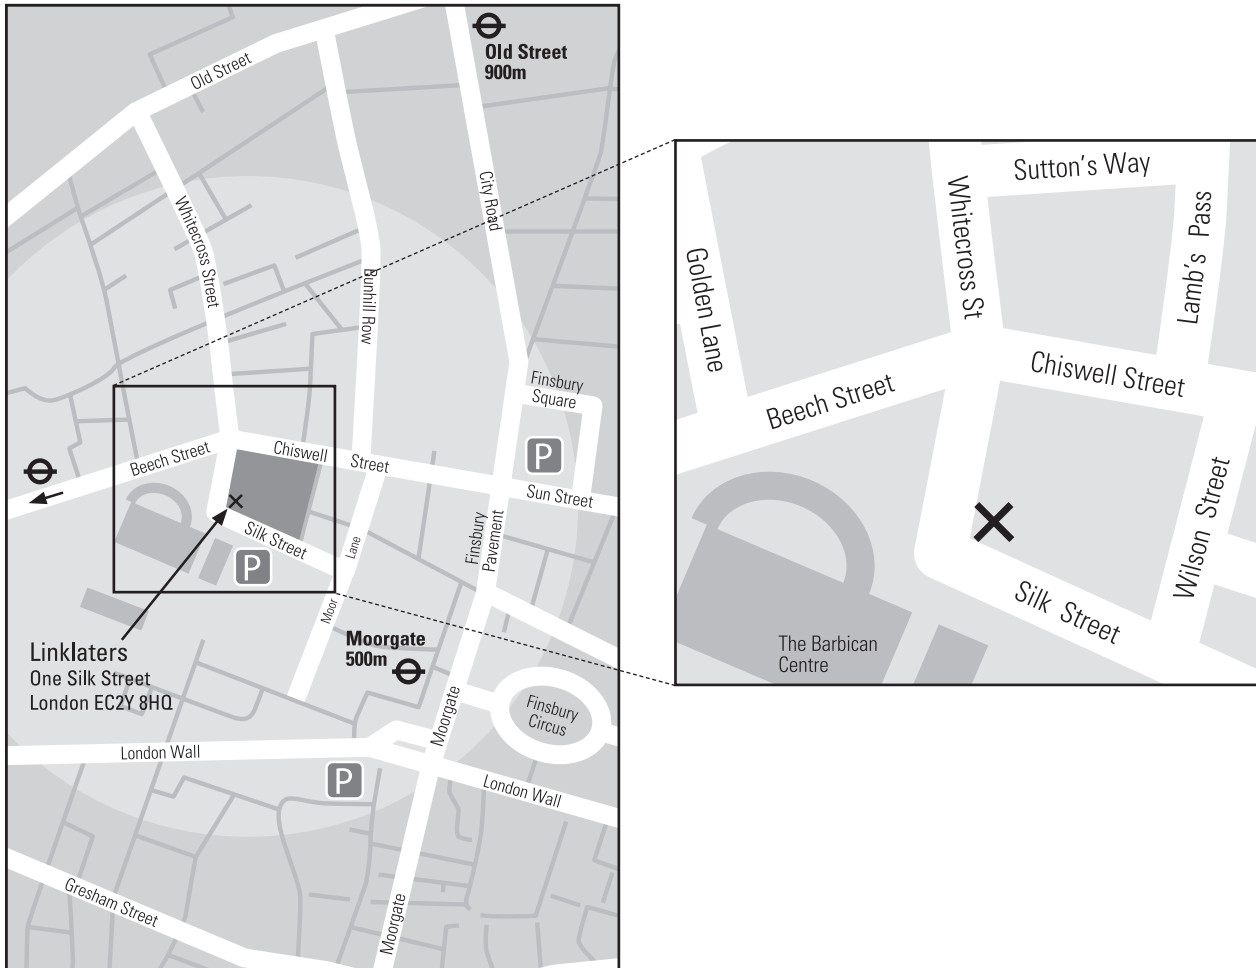 Old Street
900m
Old Street
City Road
Whitecross Street
Bunhill Row
Finsbury
Square
P
Chiswell
Street
Beech Street
Sun Street
Silk Street
P
Finsbury
Pavement
Lane
Moor
Moorgate
500m
Linklaters
One Silk Street
London EC2Y 8HQ
Finsbury
Circus
Moorgate
London Wall
P
London Wall
Gresham Street
Moorgate
Sutton's Way
Whitecross St
Lamb's Pass
Golden Lane
Chiswell Street
Beech Street
Wilson Street
Silk Street
The Barbican
Centre